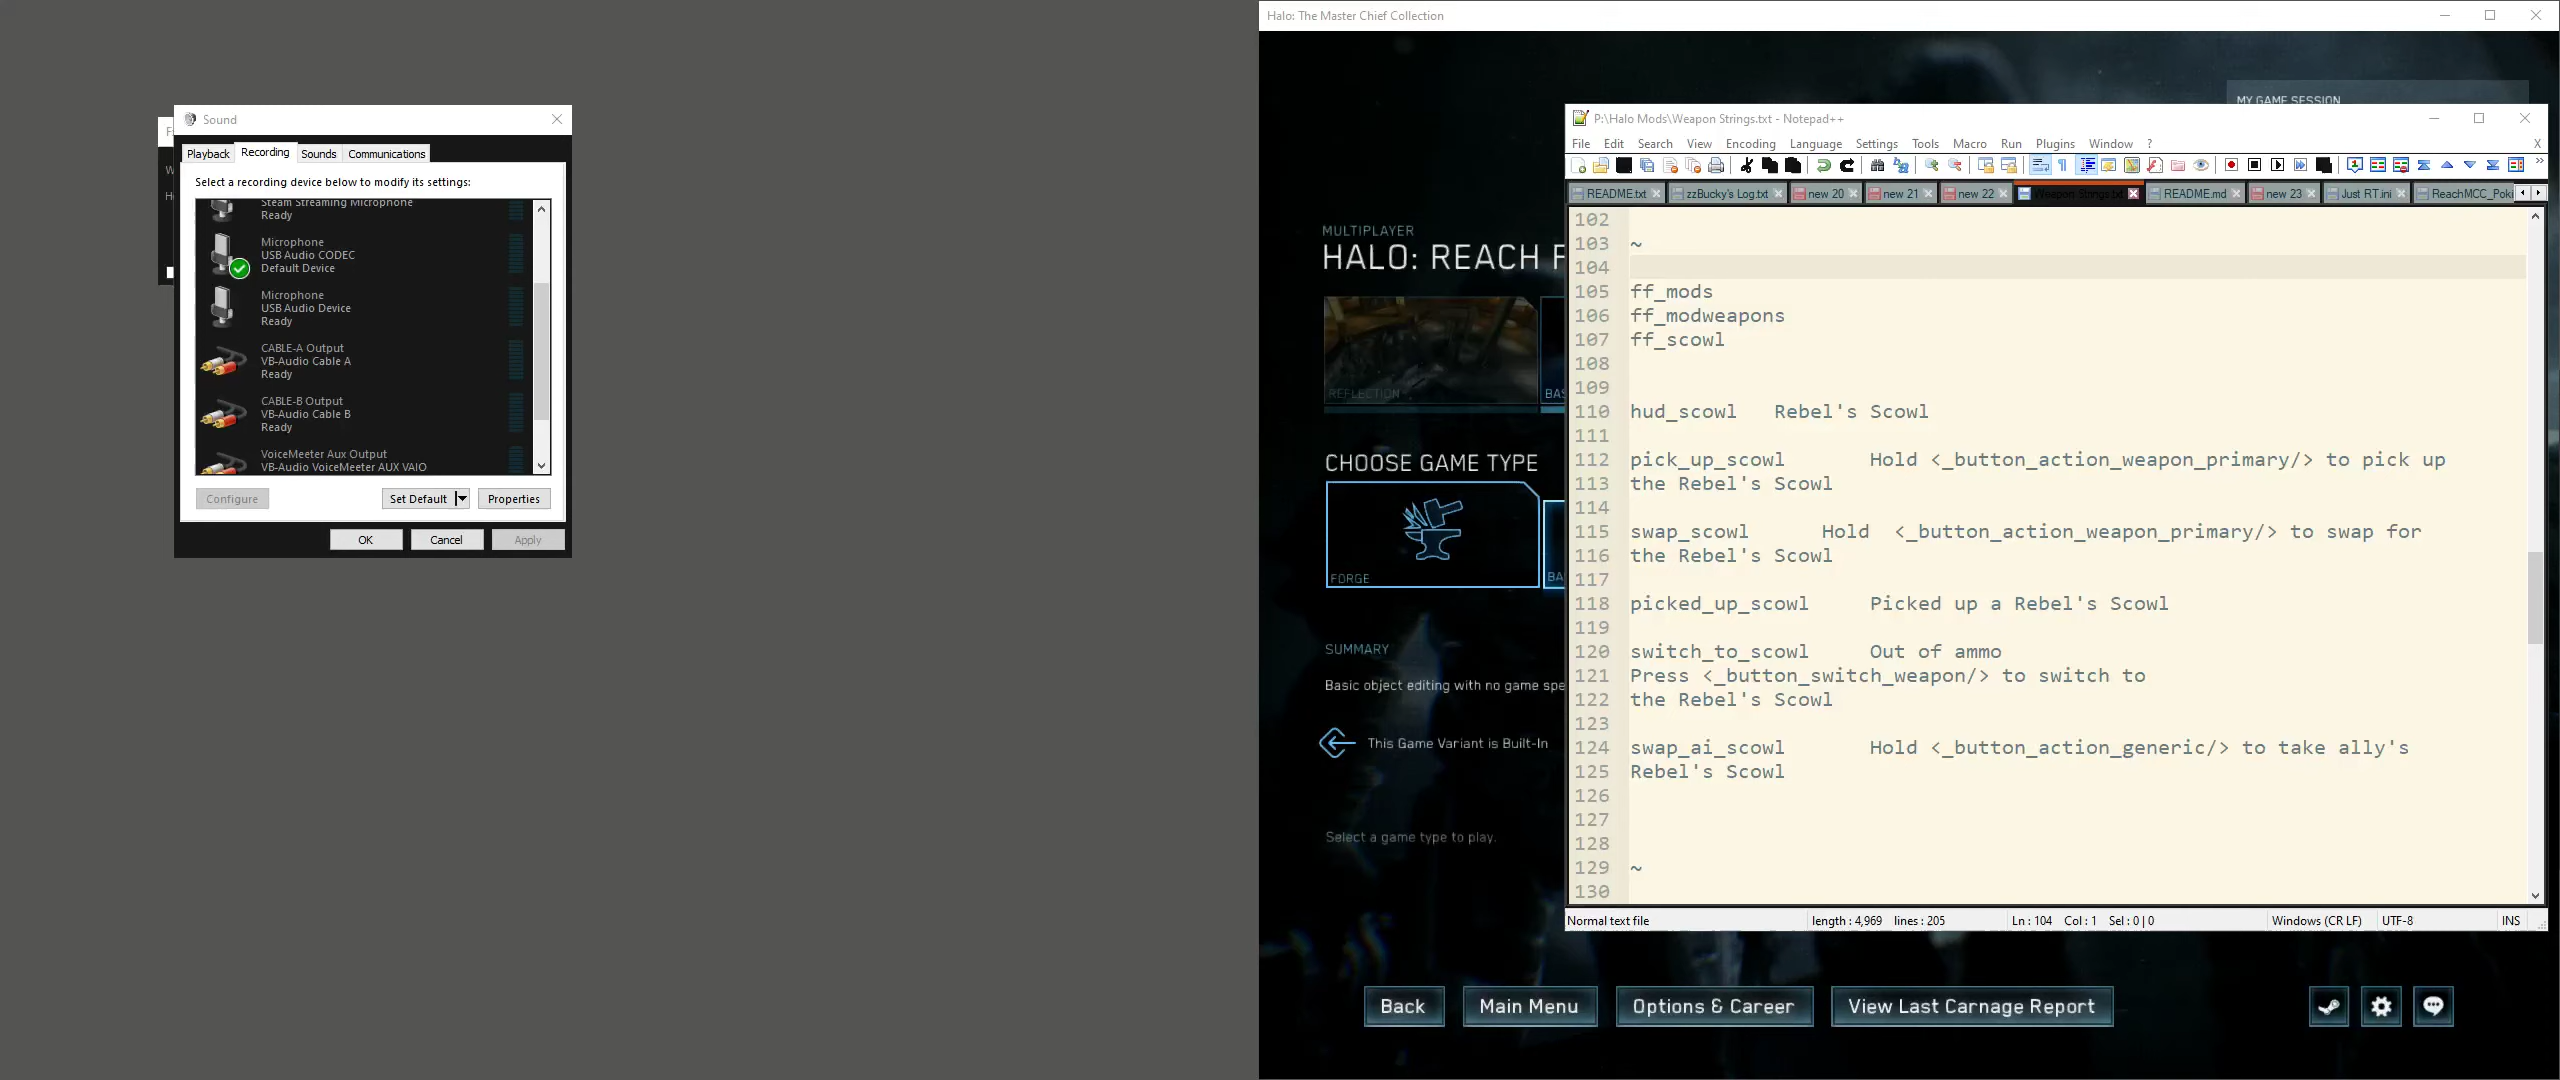 Sound
Playback
Recording
Sounds
Communications
Select a recording device below to modify its settings:
Steam Streaming Microphone
Ready
Microphone
USB Audio CODEC
Default Device
Microphone
USB Audio Device
Ready
CABLE-A Output
VB-Audio Cable A
Ready
CABLE-B Output
VB-Audio Cable B
Ready
VoiceMeeter Aux Output
VB-Audio VoiceMeeter AUX VAIO
Configure
Set Default
Properties
OK
Cancel
Apply
Halo: The Master Chief Collection
MY GAME SESSION
MULTIPLAYER
HALO: REACH F
REFLECTION
BAS
CHOOSE GAME TYPE
FORGE
BA
SUMMARY
Basic object editing with no game spe
This Game Variant is Built-In
Select a game type to play.
Back
Main Menu
Options & Career
View Last Carnage Report
P:\Halo Mods\Weapon Strings.txt - Notepad++
File Edit Search View Encoding Language Settings Tools Macro Run Plugins Window ? X
README.txt zzBucky's Log.txt new 20 new 21 new 22 Weapon Strings.txt README.md new 23 Just RT.ini ReachMCC_Poki
102
103 ~
104
105 ff_mods
106 ff_modweapons
107 ff_scowl
108
109
110 hud_scowl Rebel's Scowl
111
112 pick_up_scowl Hold <_button_action_weapon_primary/> to pick up
113 the Rebel's Scowl
114
115 swap_scowl Hold <_button_action_weapon_primary/> to swap for
116 the Rebel's Scowl
117
118 picked_up_scowl Picked up a Rebel's Scowl
119
120 switch_to_scowl Out of ammo
121 Press <_button_switch_weapon/> to switch to
122 the Rebel's Scowl
123
124 swap_ai_scowl Hold <_button_action_generic/> to take ally's
125 Rebel's Scowl
126
127
128
129 ~
130
Normal text file length : 4,969 lines : 205 Ln : 104 Col : 1 Sel : 0 | 0 Windows (CR LF) UTF-8 INS